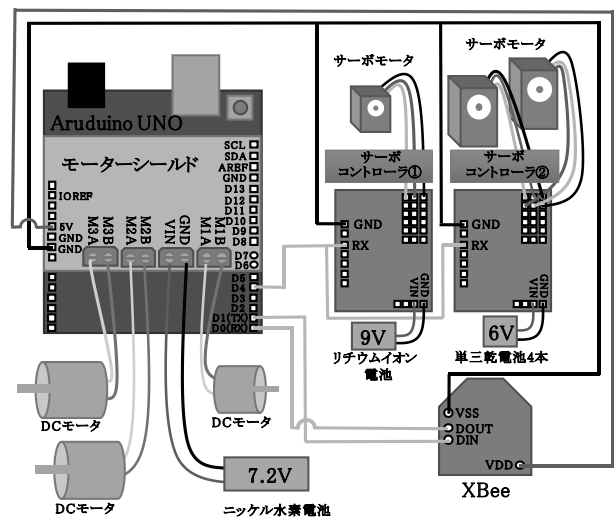 サーボモータ
サーボモータ
Aruduino UNO
モーターシールド
SCL
SDA
AREF
GND
D13
D12
D11
D10
D9
D8
D7
D6
D5
D4
D3
D2
D1(TX)
D0(RX)
IOREF
5V
GND
GND
M3A
M3B
M2A
M2B
VIN
GND
M1A
M1B
サーボ
コントローラ①
GND
RX
VIN
GND
9V
リチウムイオン
電池
サーボ
コントローラ②
GND
RX
VIN
GND
6V
単三乾電池4本
DCモータ
DCモータ
DCモータ
7.2V
ニッケル水素電池
VSS
DOUT
DIN
VDD
XBee